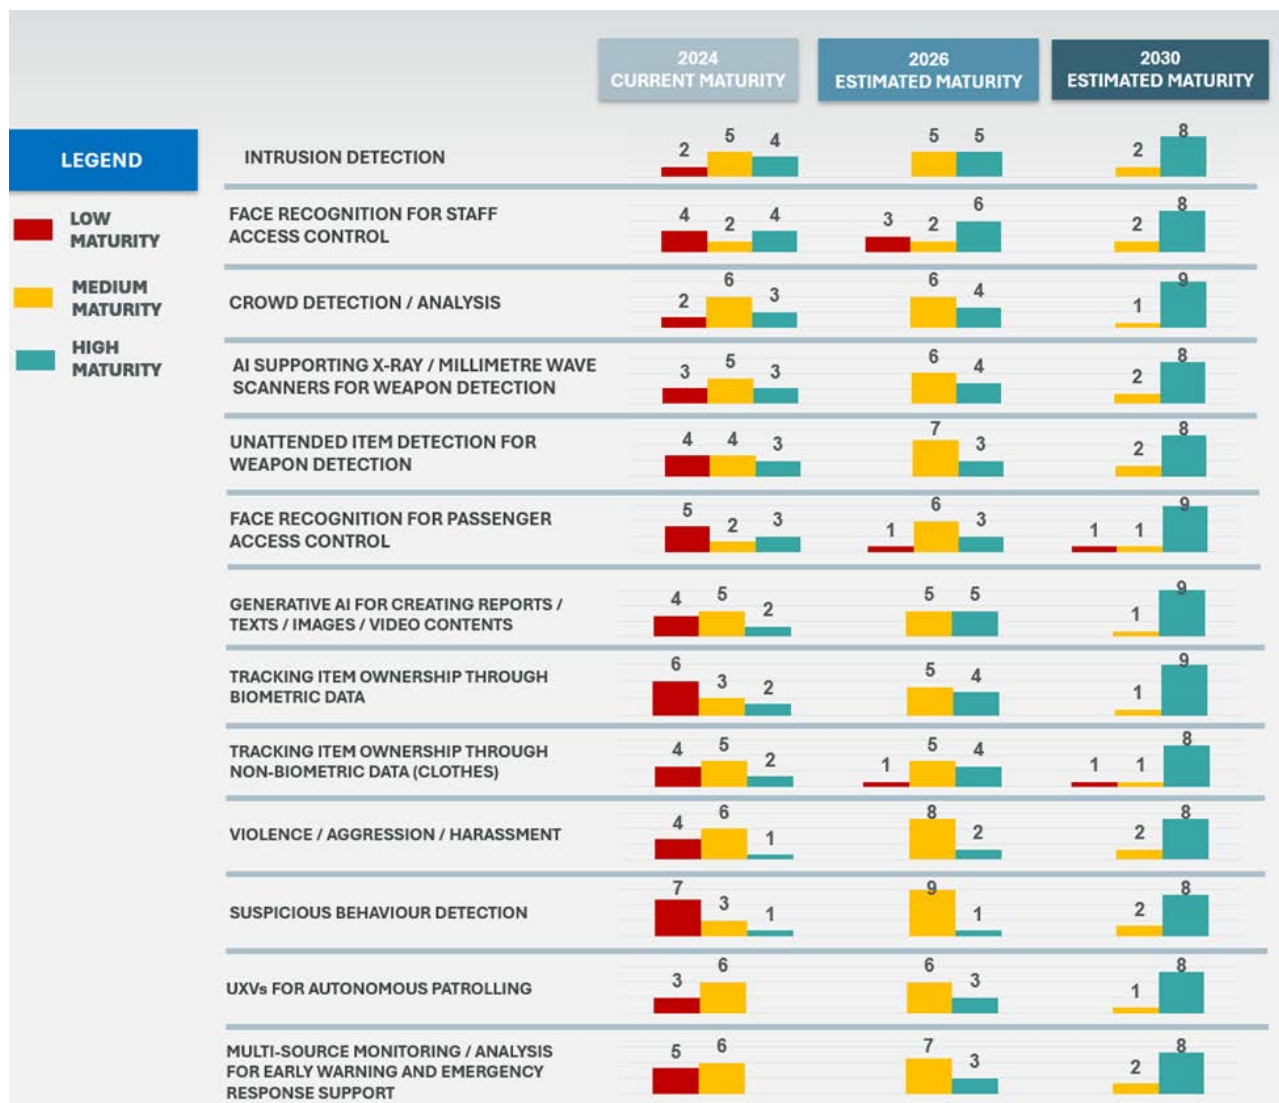 2024
CURRENT MATURITY
2026
ESTIMATED MATURITY
2030
ESTIMATED MATURITY
LEGEND
LOW
MATURITY
MEDIUM
MATURITY
HIGH
MATURITY
INTRUSION DETECTION
2 5 4 5 5 2 8
FACE RECOGNITION FOR STAFF
ACCESS CONTROL
4 2 4 3 2 6 2 8
CROWD DETECTION / ANALYSIS
2 6 3 6 4 1 9
AI SUPPORTING X-RAY / MILLIMETRE WAVE
SCANNERS FOR WEAPON DETECTION
3 5 3 6 4 2 8
UNATTENDED ITEM DETECTION FOR
WEAPON DETECTION
4 4 3 7 3 2 8
FACE RECOGNITION FOR PASSENGER
ACCESS CONTROL
5 2 3 1 6 3 1 1 9
GENERATIVE AI FOR CREATING REPORTS /
TEXTS / IMAGES / VIDEO CONTENTS
4 5 2 5 5 1 9
TRACKING ITEM OWNERSHIP THROUGH
BIOMETRIC DATA
6 3 2 5 4 1 9
TRACKING ITEM OWNERSHIP THROUGH
NON-BIOMETRIC DATA (CLOTHES)
4 5 2 1 5 4 1 1 8
VIOLENCE / AGGRESSION / HARASSMENT
4 6 1 8 2 2 8
SUSPICIOUS BEHAVIOUR DETECTION
7 3 1 9 1 2 8
UXVs FOR AUTONOMOUS PATROLLING
3 6 6 3 1 8
MULTI-SOURCE MONITORING / ANALYSIS
FOR EARLY WARNING AND EMERGENCY
RESPONSE SUPPORT
5 6 7 3 2 8